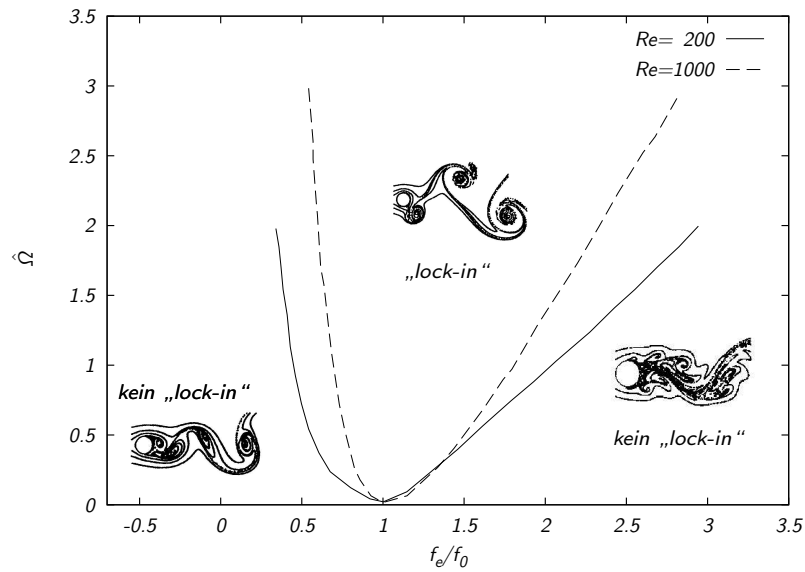 3.5
Re= 200
Re=1000
3
2.5
2
„lock-in“
Ω̂
1.5
1
kein „lock-in“
0.5
kein „lock-in“
0
-0.5 0 0.5 1 1.5 2 2.5 3 3.5
f_e/f_0